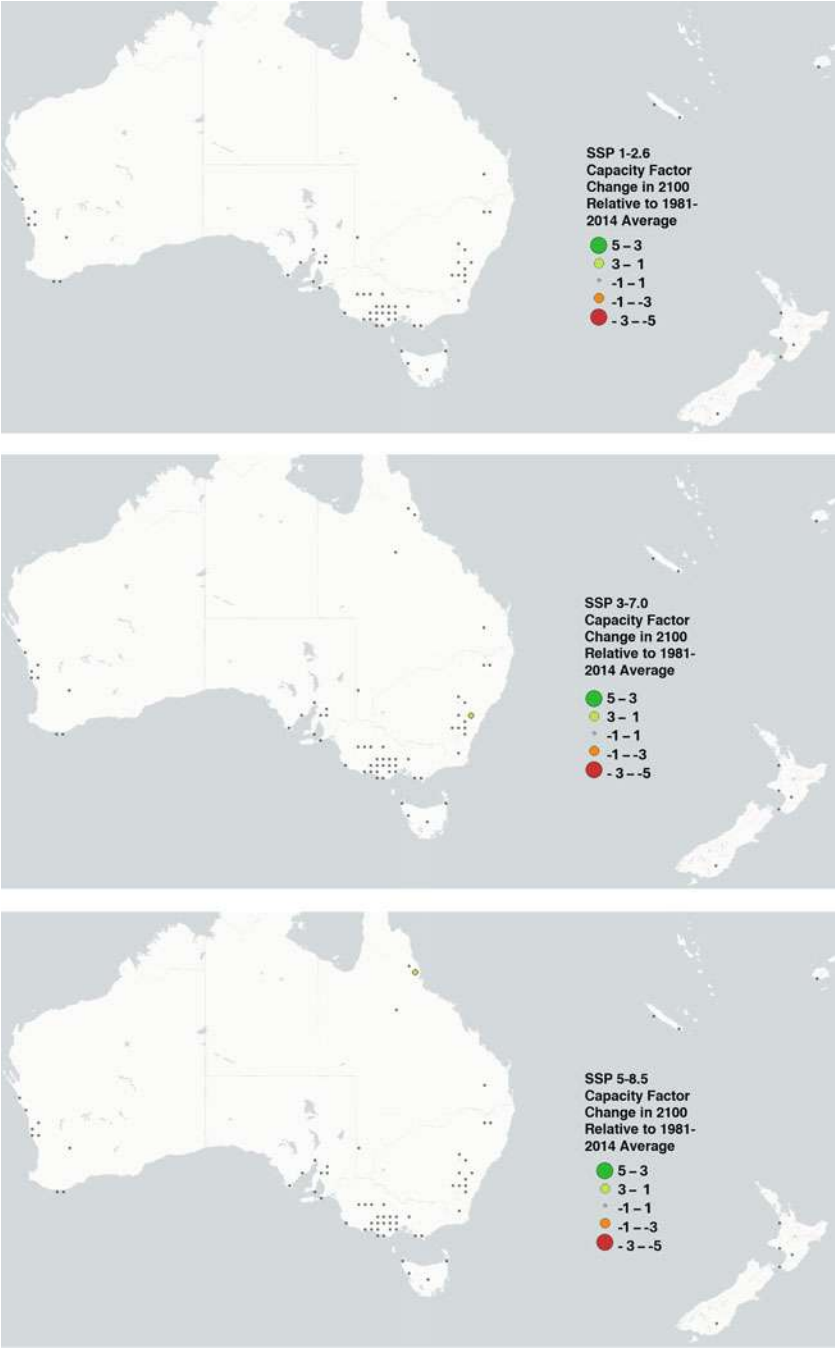 SSP 1-2.6
Capacity Factor
Change in 2100
Relative to 1981-
2014 Average
5 – 3
3 – 1
-1 – 1
-1 – -3
- 3 – -5
SSP 3-7.0
Capacity Factor
Change in 2100
Relative to 1981-
2014 Average
5 – 3
3 – 1
-1 – 1
-1 – -3
- 3 – -5
SSP 5-8.5
Capacity Factor
Change in 2100
Relative to 1981-
2014 Average
5 – 3
3 – 1
-1 – 1
-1 – -3
- 3 – -5